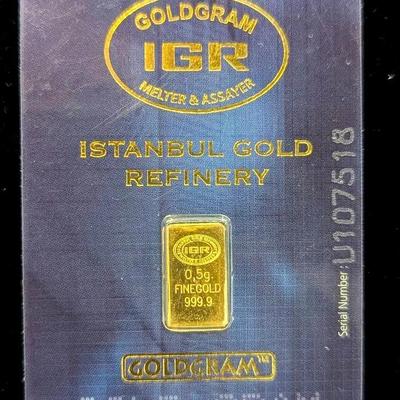 GOLDGRAM
IGR
MELTER & ASSAYER
ISTANBUL GOLD
REFINERY
IGR
0,5g.
FINEGOLD
999.9
GOLDGRAM™
Serial Number: U107518